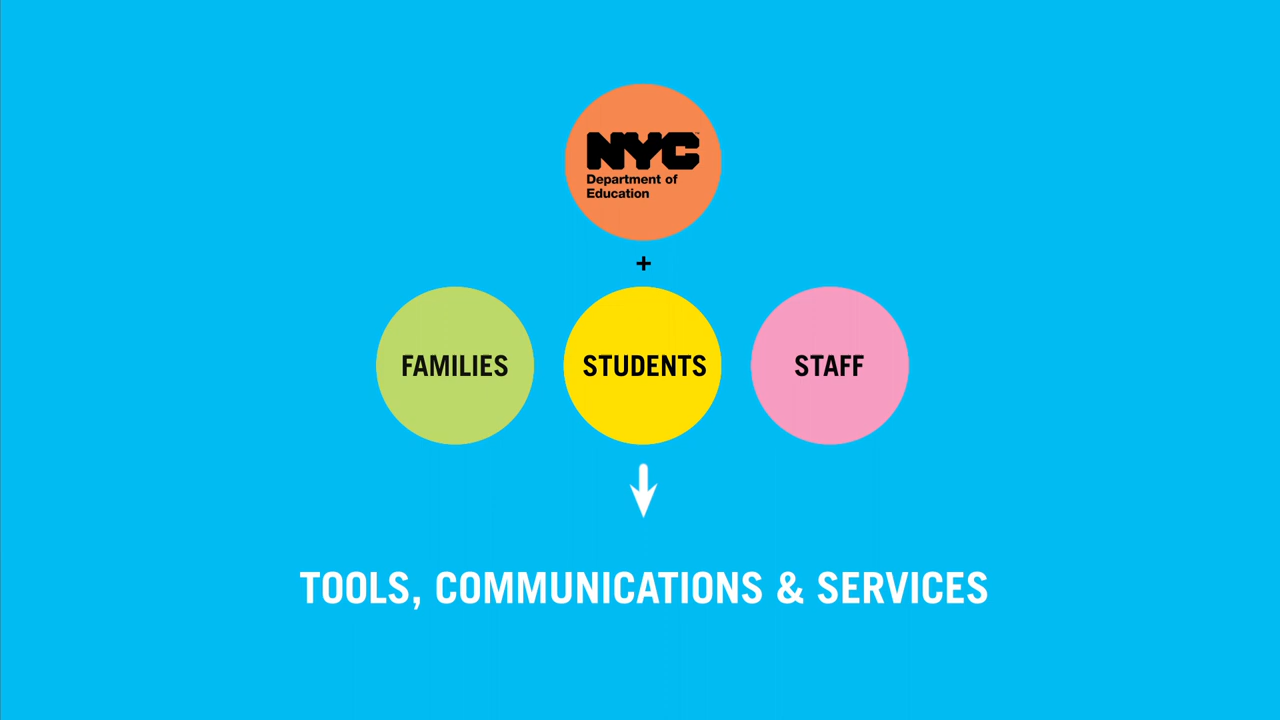 NYC
Department of
Education
+
FAMILIES STUDENTS STAFF
TOOLS, COMMUNICATIONS & SERVICES